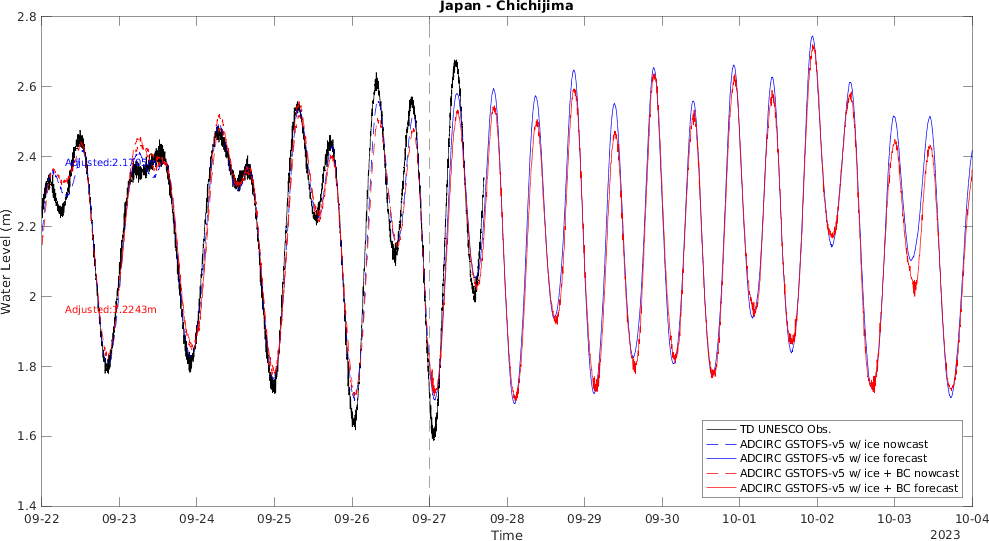 Japan - Chichijima
2.8
2.6
2.4
2.2
2
1.8
1.6
1.4
Water Level (m)
Adjusted:2.1
Adjusted:2.2243m
TD UNESCO Obs.
ADCIRC GSTOFS-v5 w/ ice nowcast
ADCIRC GSTOFS-v5 w/ ice forecast
ADCIRC GSTOFS-v5 w/ ice + BC nowcast
ADCIRC GSTOFS-v5 w/ ice + BC forecast
09-22 09-23 09-24 09-25 09-26 09-27 09-28 09-29 09-30 10-01 10-02 10-03 10-04
Time
2023